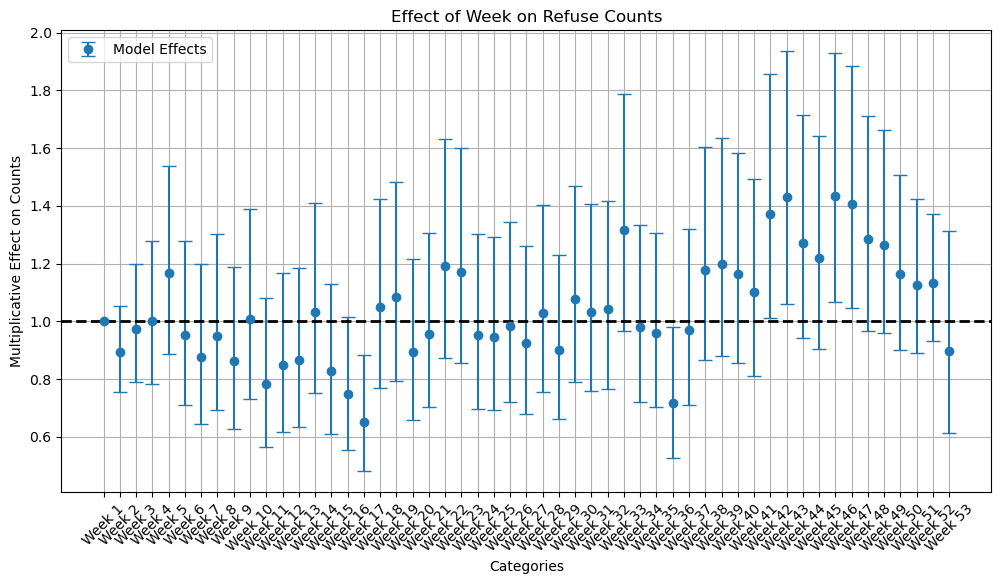 Effect of Week on Refuse Counts
Model Effects
Multiplicative Effect on Counts
2.0
1.8
1.6
1.4
1.2
1.0
0.8
0.6
Week 1
Week 2
Week 3
Week 4
Week 5
Week 6
Week 7
Week 8
Week 9
Week 10
Week 11
Week 12
Week 13
Week 14
Week 15
Week 16
Week 17
Week 18
Week 19
Week 20
Week 21
Week 22
Week 23
Week 24
Week 25
Week 26
Week 27
Week 28
Week 29
Week 30
Week 31
Week 32
Week 33
Week 34
Week 35
Week 36
Week 37
Week 38
Week 39
Week 40
Week 41
Week 42
Week 43
Week 44
Week 45
Week 46
Week 47
Week 48
Week 49
Week 50
Week 51
Week 52
Week 53
Categories